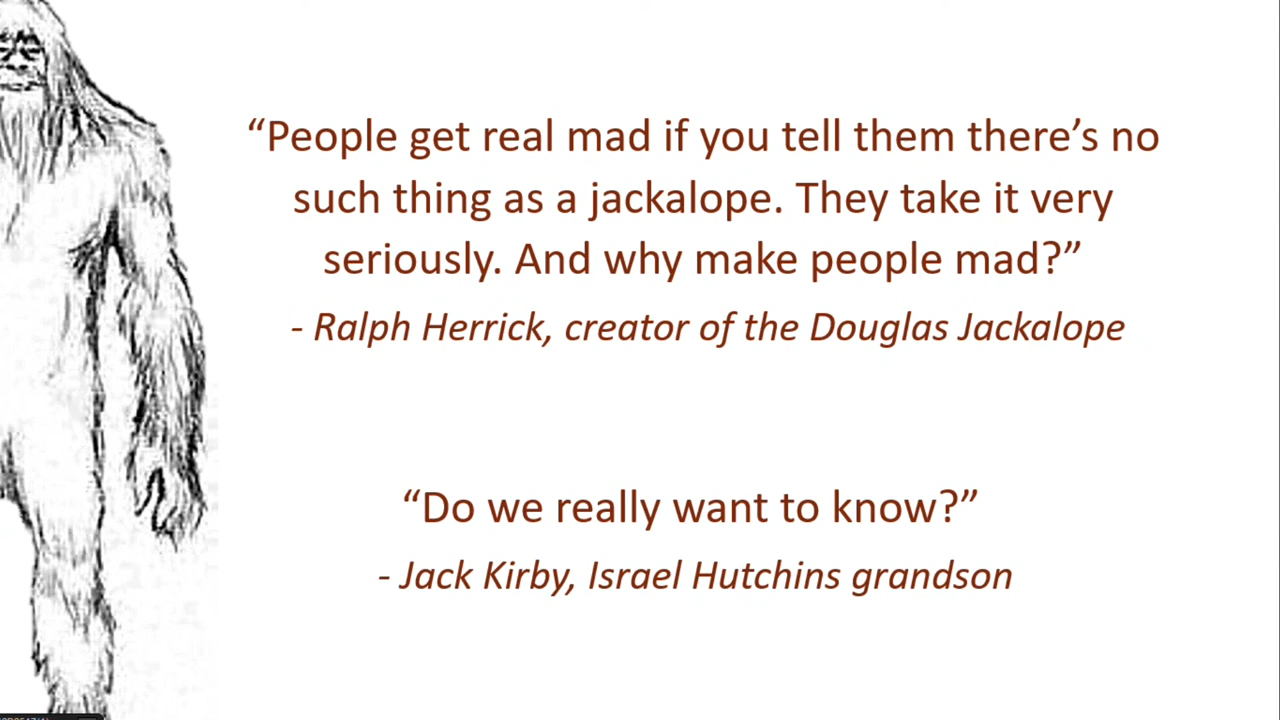 “People get real mad if you tell them there’s no
such thing as a jackalope. They take it very
seriously. And why make people mad?”
- Ralph Herrick, creator of the Douglas Jackalope
“Do we really want to know?”
- Jack Kirby, Israel Hutchins grandson